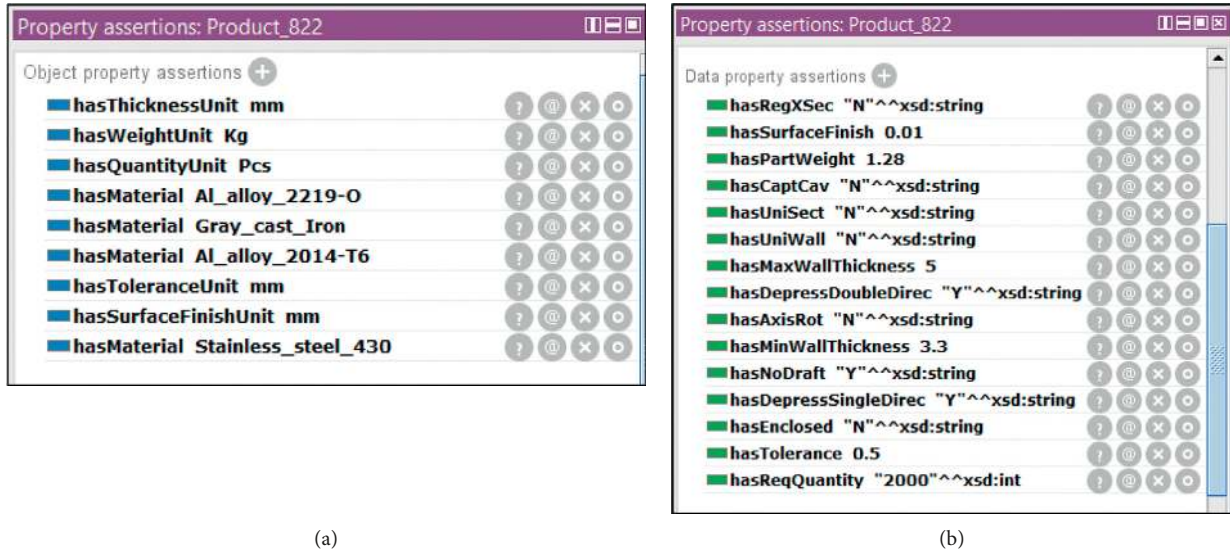 Property assertions: Product_822
Object property assertions
hasThicknessUnit mm
hasWeightUnit Kg
hasQuantityUnit Pcs
hasMaterial Al_alloy_2219-O
hasMaterial Gray_cast_Iron
hasMaterial Al_alloy_2014-T6
hasToleranceUnit mm
hasSurfaceFinishUnit mm
hasMaterial Stainless_steel_430
(a)
Property assertions: Product_822
Data property assertions
hasRegXSec "N"^^xsd:string
hasSurfaceFinish 0.01
hasPartWeight 1.28
hasCaptCav "N"^^xsd:string
hasUniSect "N"^^xsd:string
hasUniWall "N"^^xsd:string
hasMaxWallThickness 5
hasDepressDoubleDirec "Y"^^xsd:string
hasAxisRot "N"^^xsd:string
hasMinWallThickness 3.3
hasNoDraft "Y"^^xsd:string
hasDepressSingleDirec "Y"^^xsd:string
hasEnclosed "N"^^xsd:string
hasTolerance 0.5
hasReqQuantity "2000"^^xsd:int
(b)